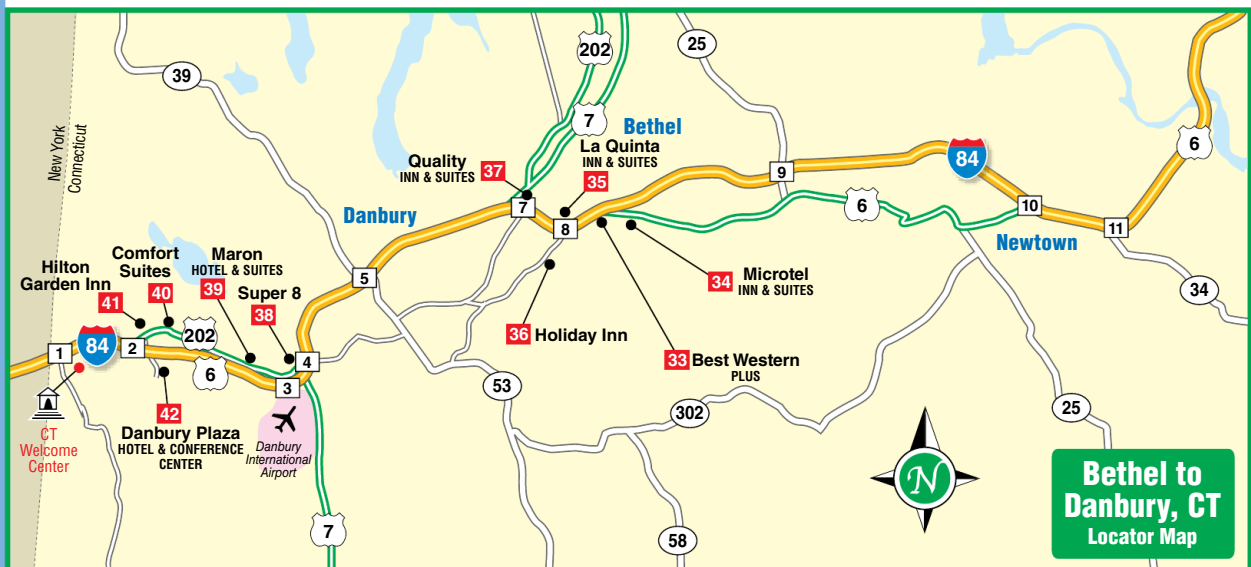 202
25
39
7
Bethel
La Quinta
INN & SUITES
35
Quality
INN & SUITES
37
New York
Connecticut
6
84
9
Danbury
7
8
6
10
Newtown
11
Hilton
Garden Inn
41
Comfort
Suites
40
Maron
HOTEL & SUITES
39
Super 8
38
5
34
Microtel
INN & SUITES
34
36
Holiday Inn
33
Best Western
PLUS
1
84
2
202
6
4
3
42
Danbury Plaza
HOTEL & CONFERENCE
CENTER
CT
Welcome
Center
Danbury
International
Airport
53
302
25
7
58
N
Bethel to
Danbury, CT
Locator Map